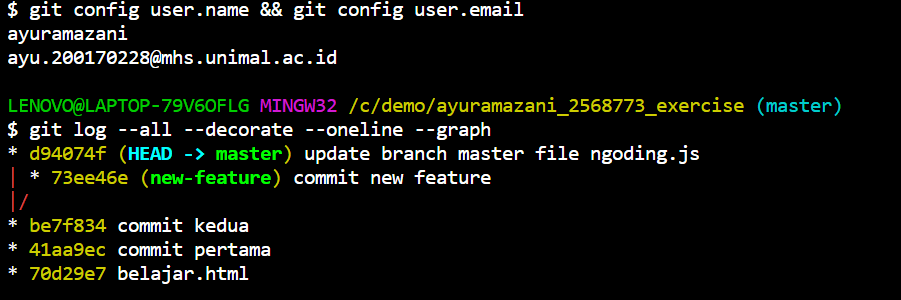 $ git config user.name && git config user.email
ayuramazani
ayu.200170228@mhs.unimal.ac.id
LENOVO@LAPTOP-79V6OFLG MINGW32 /c/demo/ayuramazani_2568773_exercise (master)
$ git log --all --decorate --oneline --graph
* d94074f (HEAD -> master) update branch master file ngoding.js
| * 73ee46e (new-feature) commit new feature
|/
* be7f834 commit kedua
* 41aa9ec commit pertama
* 70d29e7 belajar.html